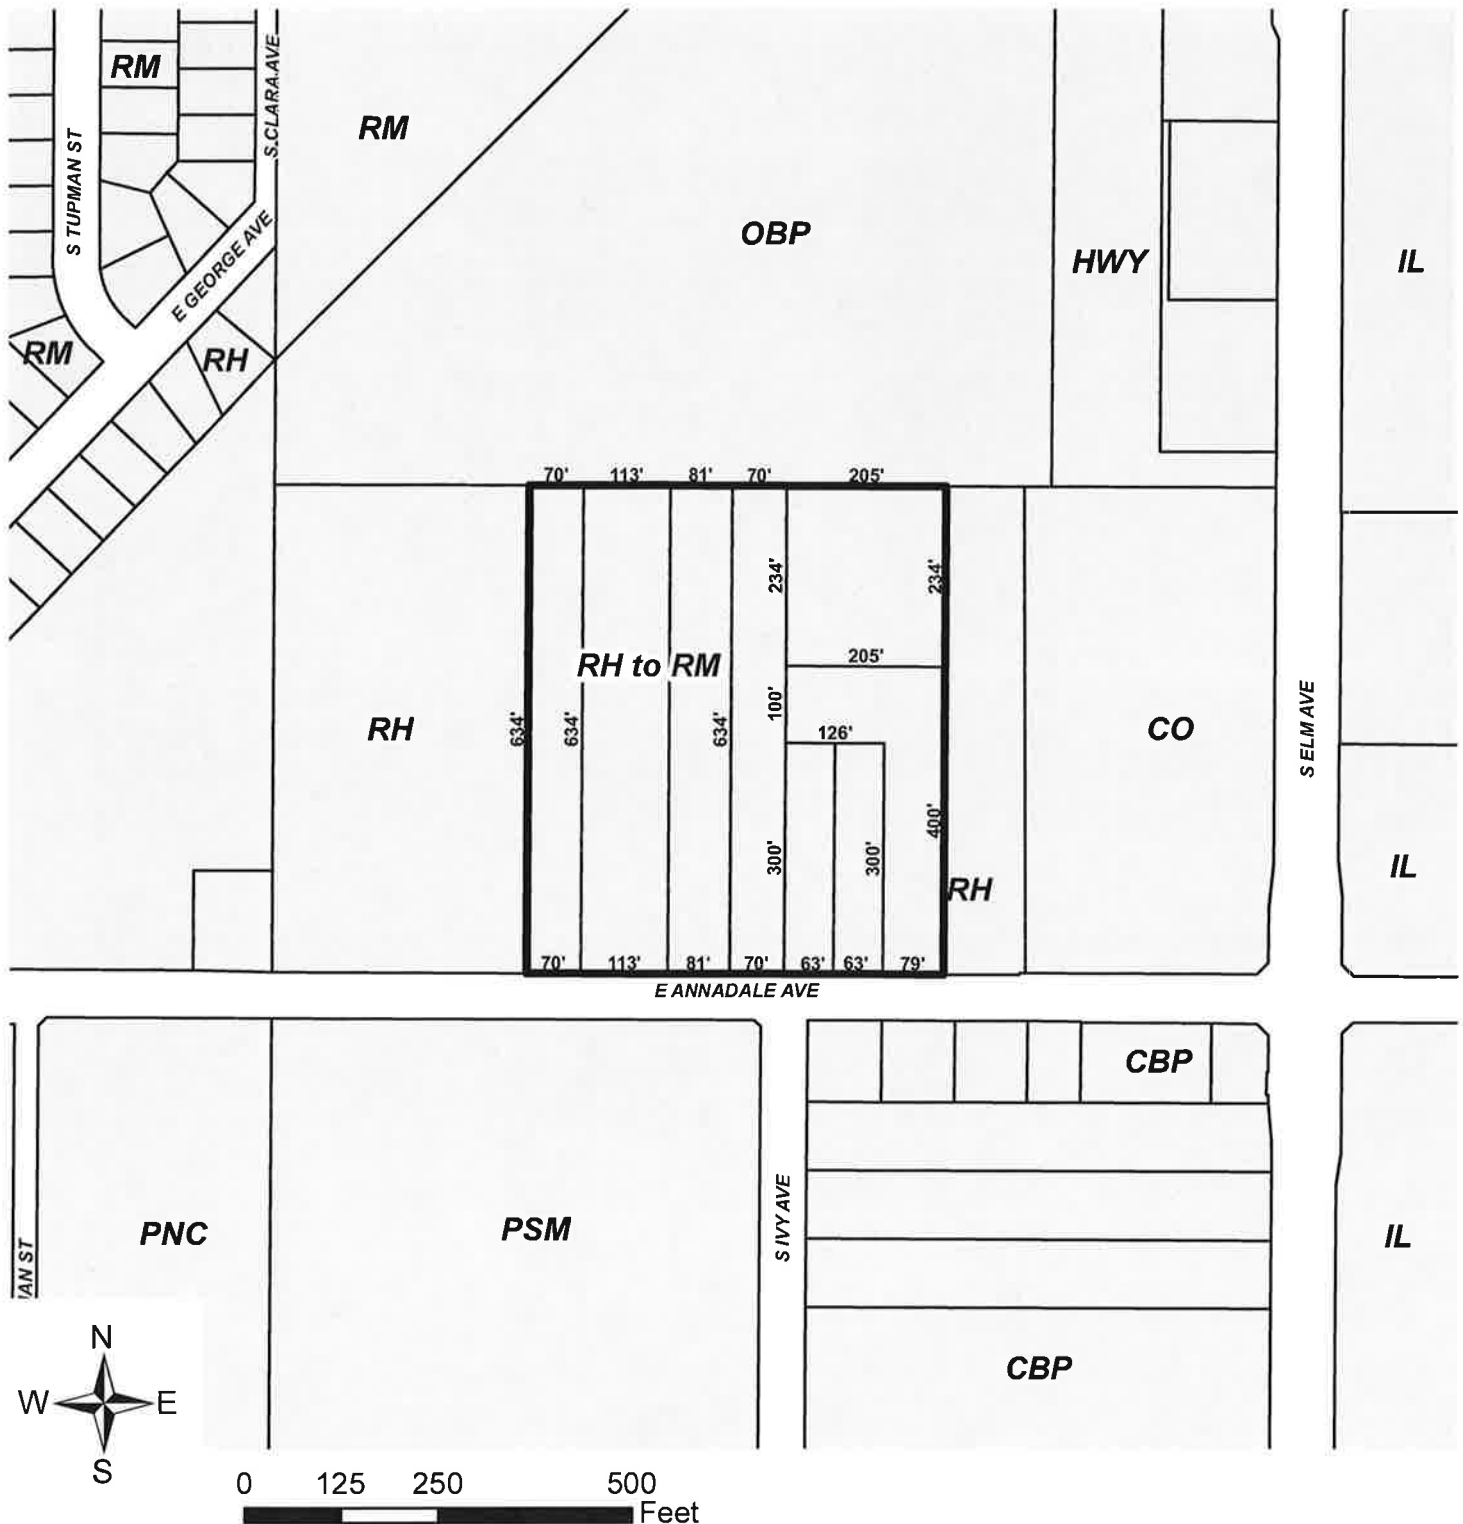 RM
S TUPMAN ST
S CLARA AVE
RM
OBP
HWY
IL
E GEORGE AVE
RM
RH
70' 113' 81' 70' 205'
234'
234'
RH to RM
205'
100'
126'
634'
634'
634'
RH
CO
S ELM AVE
400'
300'
300'
RH
IL
70' 113' 81' 70' 63' 63' 79'
E ANNADALE AVE
CBP
PNC
PSM
S IVY AVE
IL
MAN ST
CBP
N
W E
S
0 125 250 500
Feet